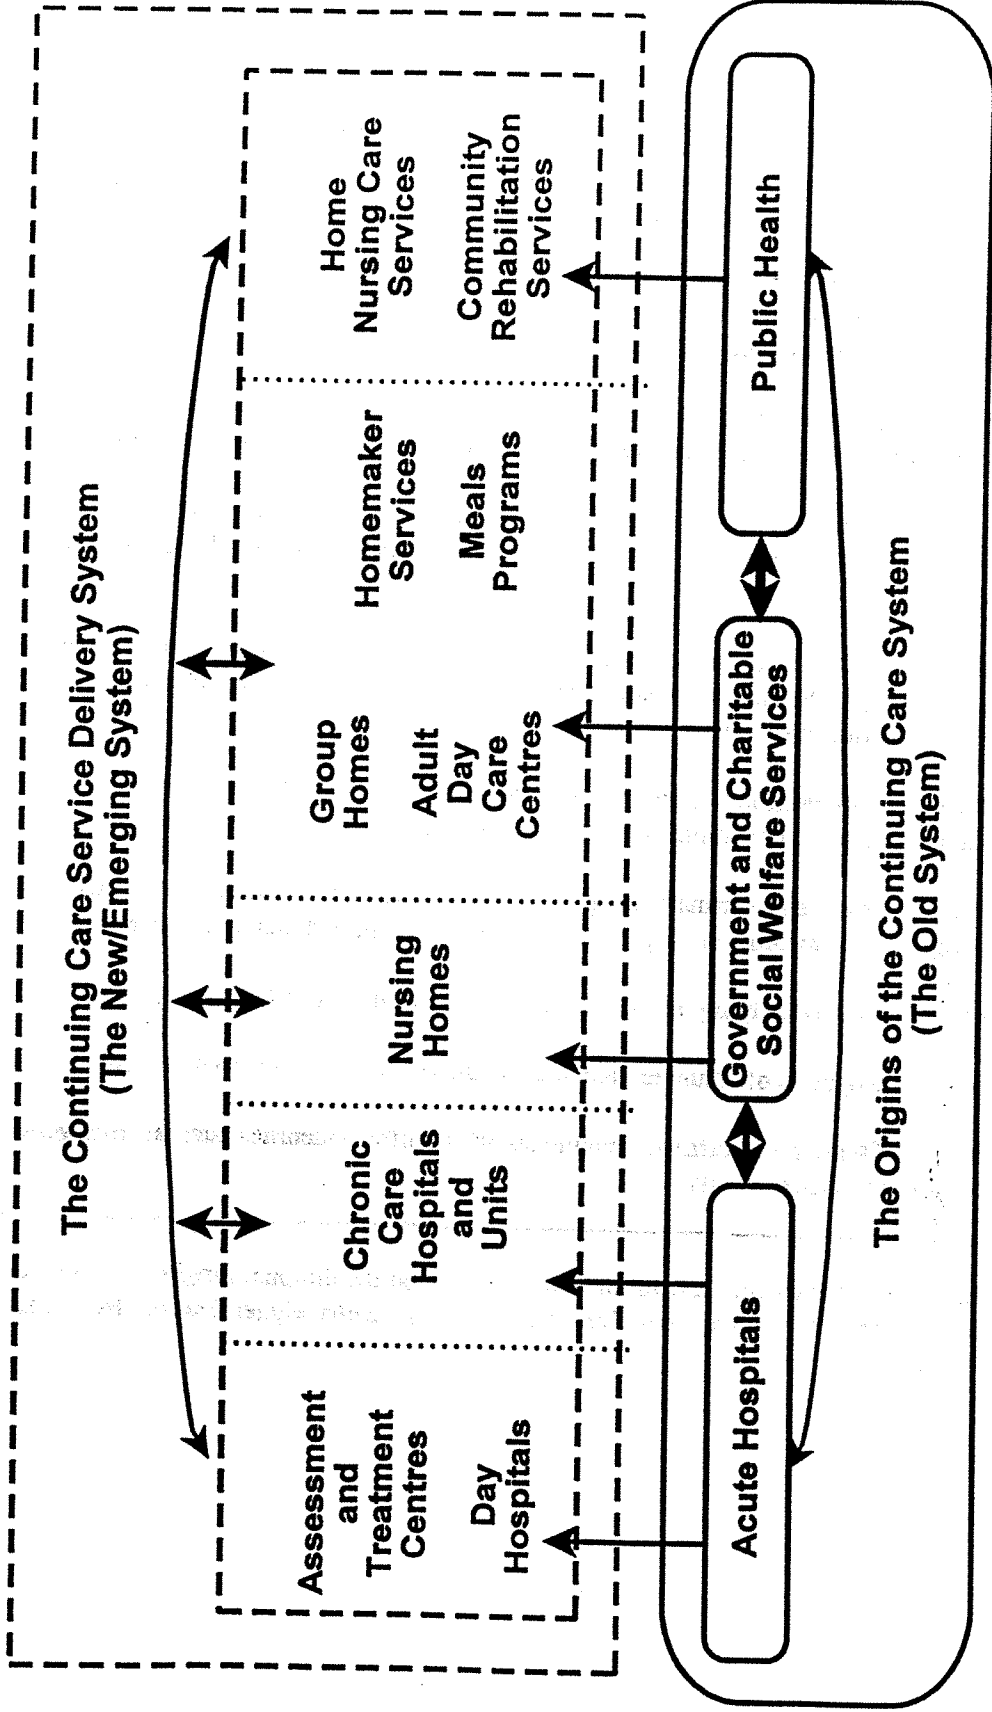 The Continuing Care Service Delivery System
(The New/Emerging System)
Assessment
and
Treatment
Centres
Day
Hospitals
Chronic
Care
Hospitals
and
Units
Nursing
Homes
Group
Homes
Adult
Day
Care
Centres
Homemaker
Services
Meals
Programs
Home
Nursing Care
Services
Community
Rehabilitation
Services
Acute Hospitals
Government and Charitable
Social Welfare Services
Public Health
The Origins of the Continuing Care System
(The Old System)